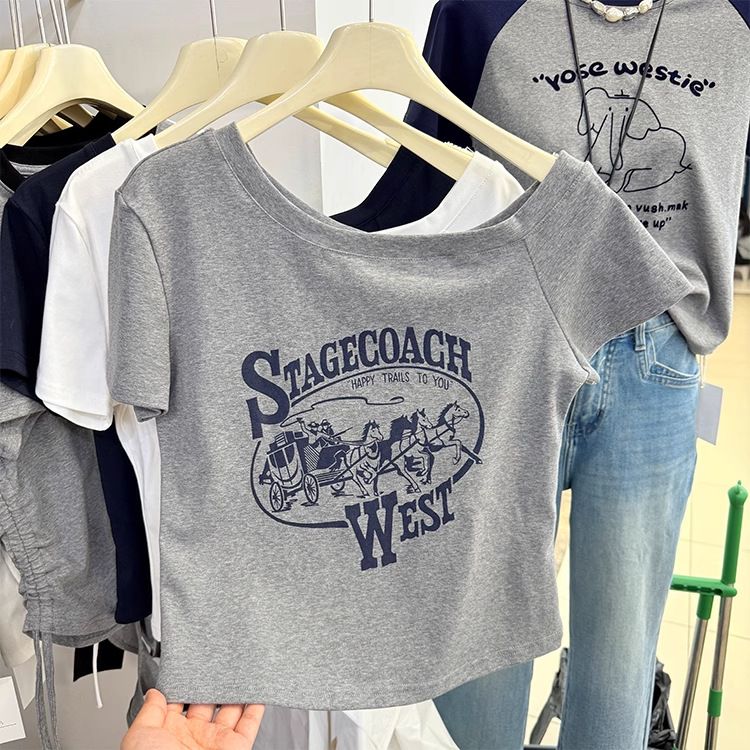 STAGECOACH
"HAPPY TRAILS TO YOU"
WEST
"yose westie"
vush.mak
up"